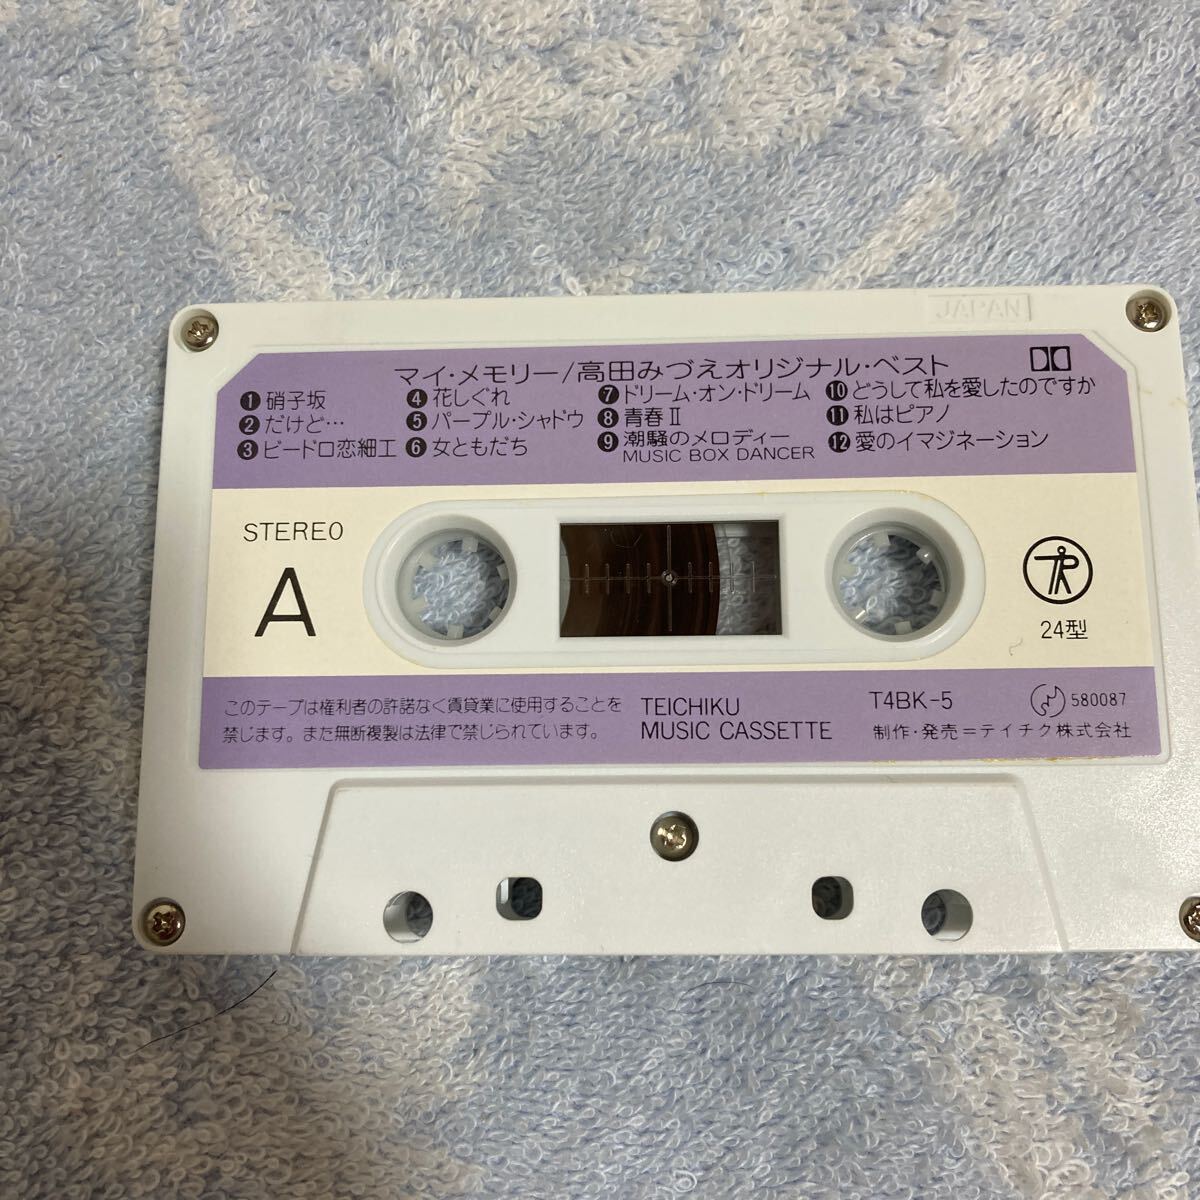 JAPAN
マイ・メモリー/高田みづえオリジナル・ベスト
❶ 硝子坂
❷ だけど…
❸ ビードロ恋細工
❹ 花しぐれ
❺ パープル・シャドウ
❻ 女ともだち
❼ ドリーム・オン・ドリーム
❽ 青春Ⅱ
❾ 潮騒のメロディー
MUSIC BOX DANCER
❿ どうして私を愛したのですか
⓫ 私はピアノ
⓬ 愛のイマジネーション
STEREO
A
24型
このテープは権利者の許諾なく賃貸業に使用することを
禁じます。また無断複製は法律で禁じられています。
TEICHIKU
MUSIC CASSETTE
T4BK-5
580087
制作・発売=テイチク株式会社